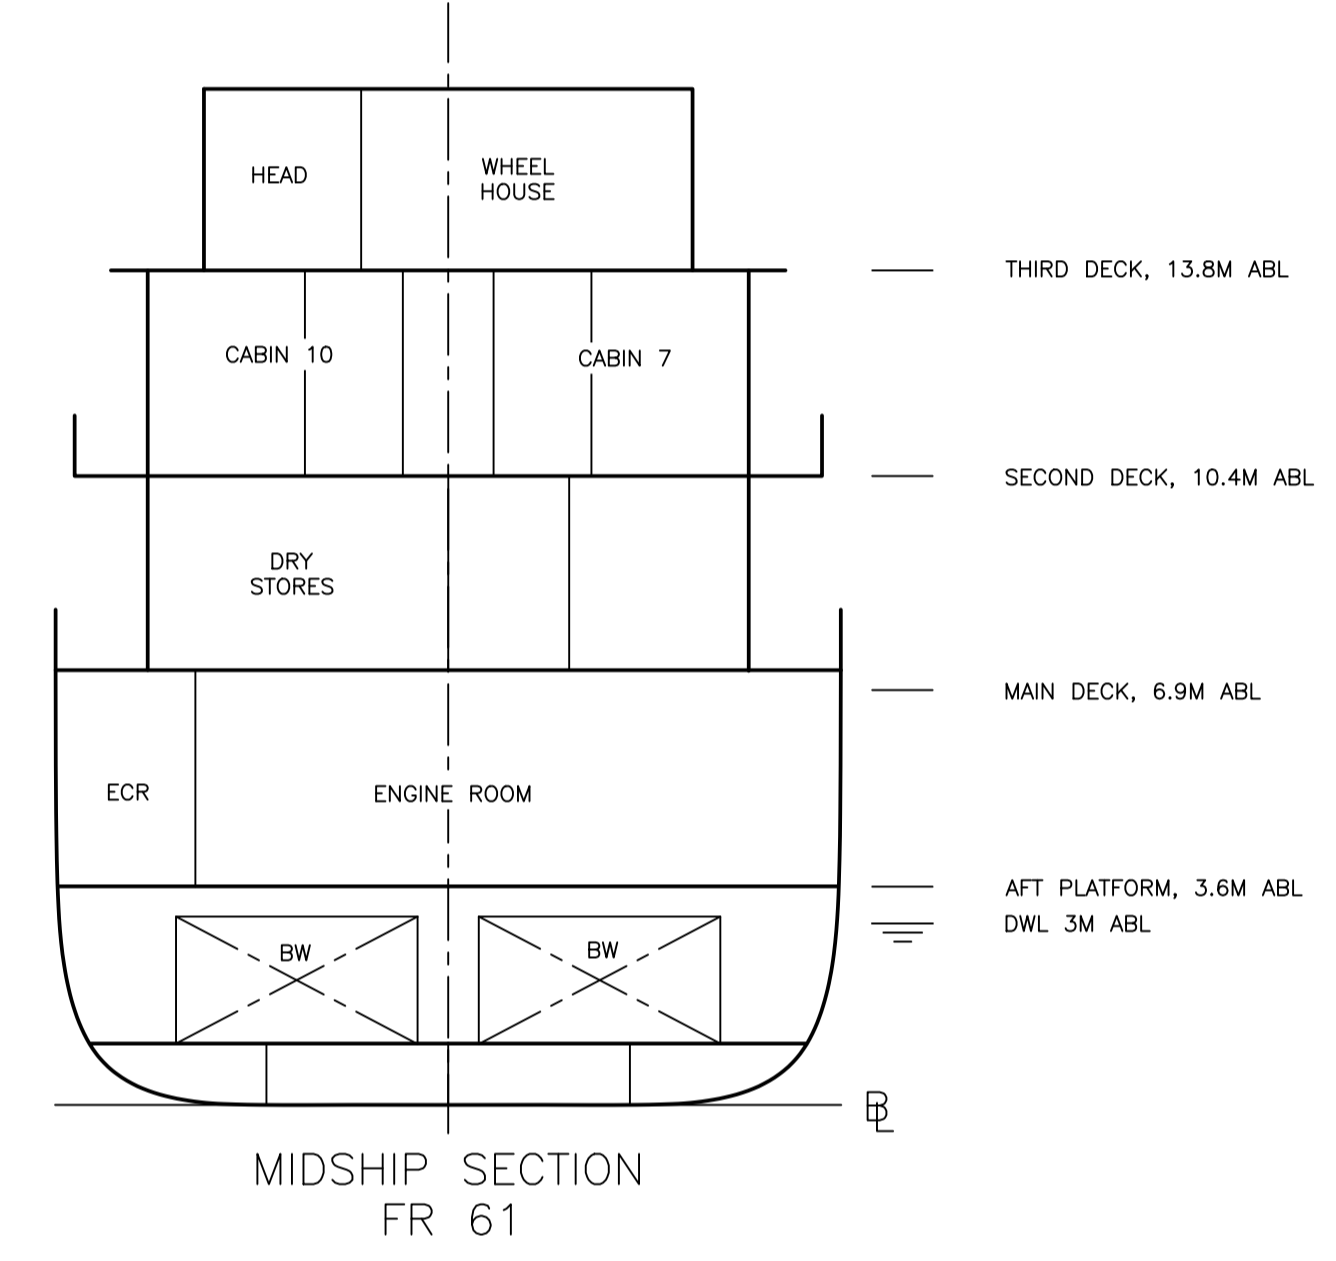 HEAD
WHEEL
HOUSE
THIRD DECK, 13.8M ABL
CABIN 10
CABIN 7
SECOND DECK, 10.4M ABL
DRY
STORES
MAIN DECK, 6.9M ABL
ECR
ENGINE ROOM
AFT PLATFORM, 3.6M ABL
DWL 3M ABL
BW
BW
BL
MIDSHIP SECTION
FR 61